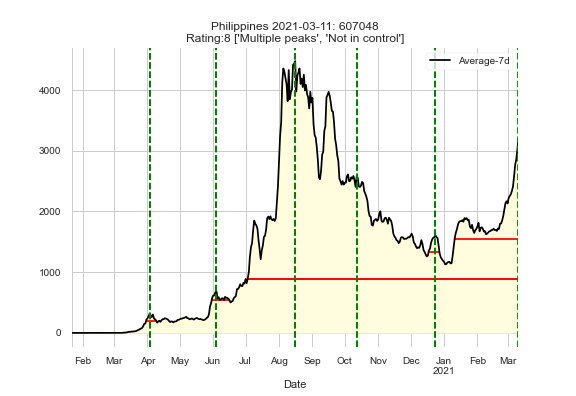 Philippines 2021-03-11: 607048
Rating:8 ['Multiple peaks', 'Not in control']
Average-7d
4000
3000
2000
1000
0
Feb Mar Apr May Jun Jul Aug Sep Oct Nov Dec Jan Feb Mar
2021
Date